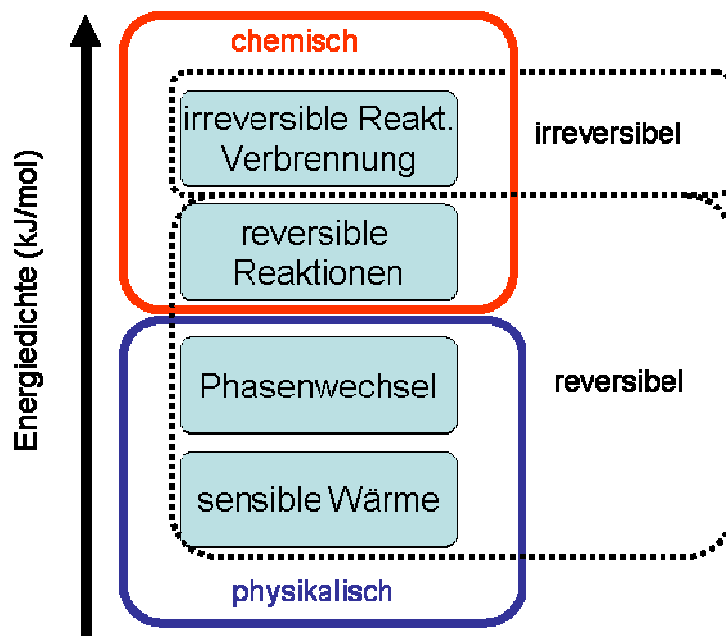 chemisch
irreversible Reakt.
Verbrennung
irreversibel
reversible
Reaktionen
Phasenwechsel
reversibel
sensible Wärme
physikalisch
Energiedichte (kJ/mol)